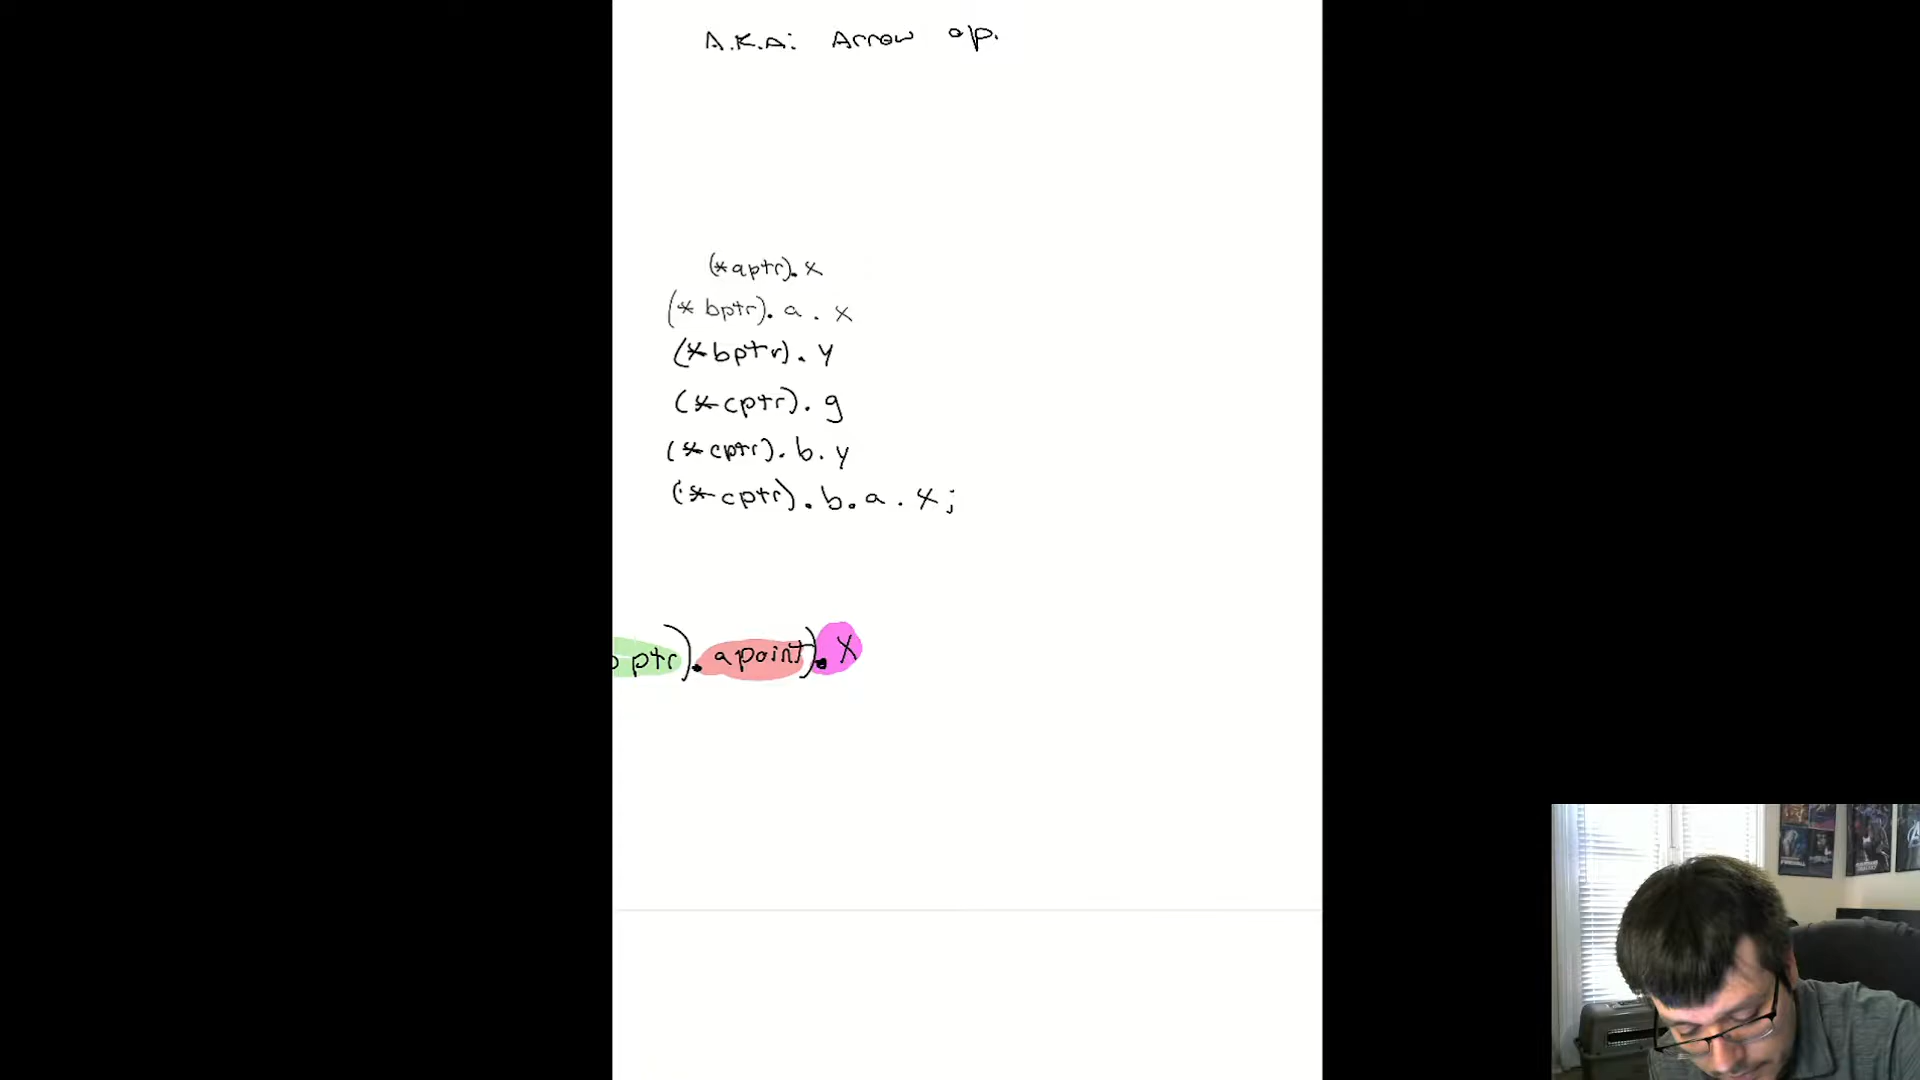 A.K.A: Arrow op.
(*aptr).x
(* bptr).a.x
(*bptr).y
(*cptr).g
(*cptr).b.y
(*cptr).b.a.x;
ptr).apoint).x